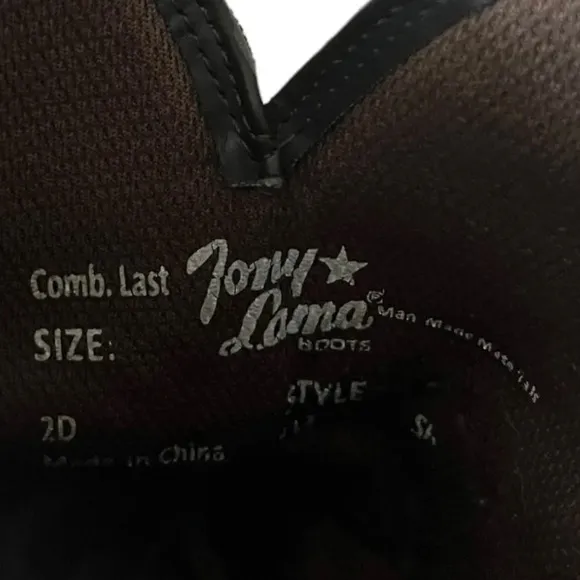 Comb. Last
Tony Lama®
BOOTS
Man Made Materials
SIZE:
STYLE
2D
Made in China